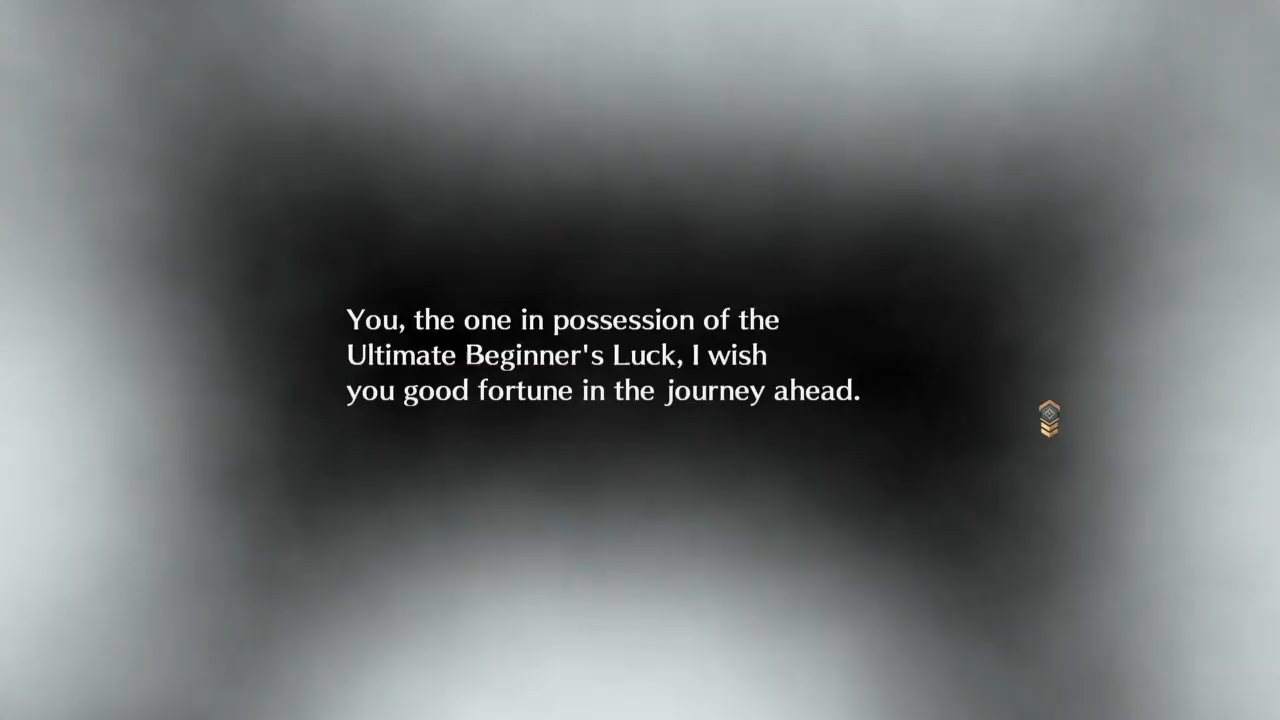 You, the one in possession of the
Ultimate Beginner's Luck, I wish
you good fortune in the journey ahead.